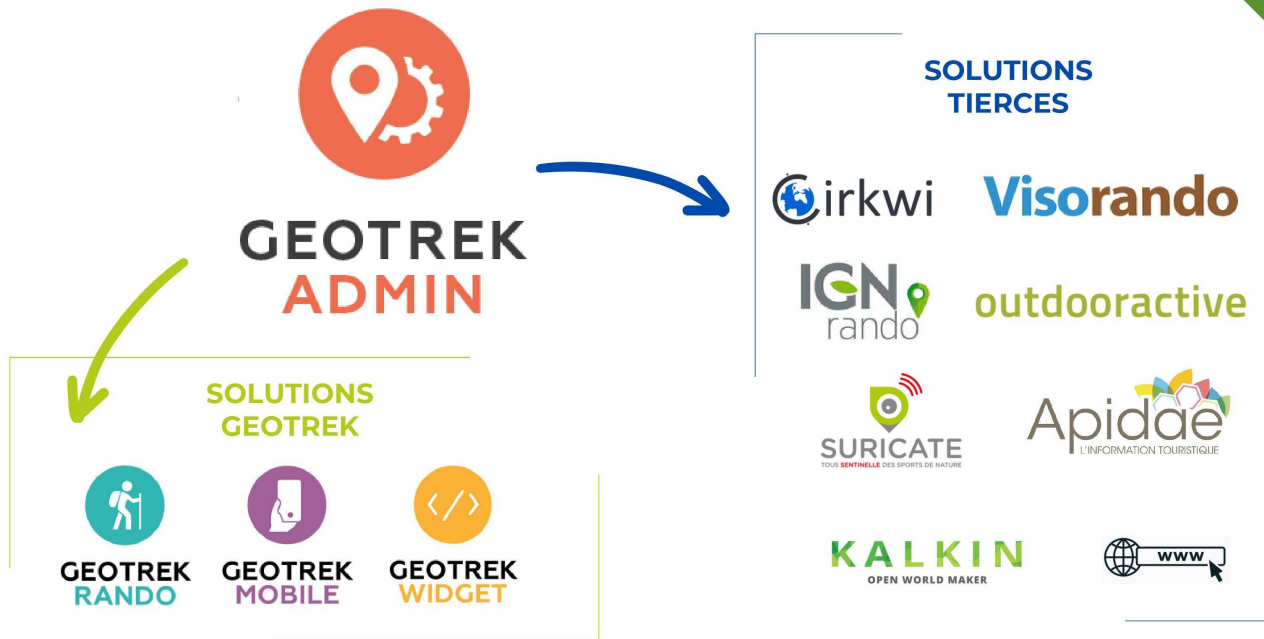 GEOTREK
ADMIN
SOLUTIONS
GEOTREK
GEOTREK
RANDO
GEOTREK
MOBILE
GEOTREK
WIDGET
SOLUTIONS
TIERCES
Cirkwi
Visorando
IGN
rando
outdooractive
SURICATE
TOUS SENTINELLE DES SPORTS DE NATURE
Apidae
L'INFORMATION TOURISTIQUE
KALKIN
OPEN WORLD MAKER
www